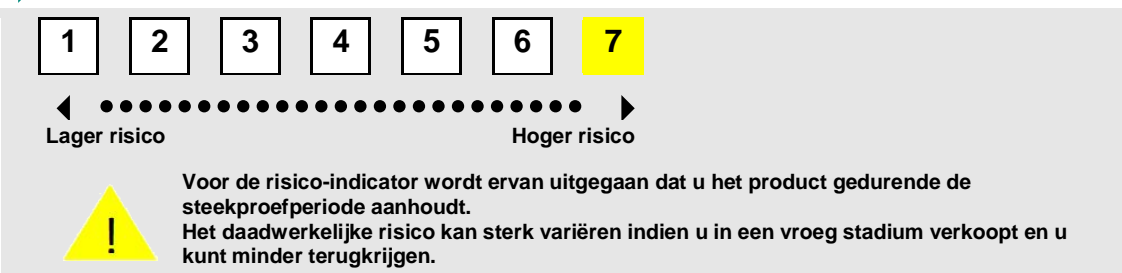 1 2 3 4 5 6 7
Lager risico Hoger risico
Voor de risico-indicator wordt ervan uitgegaan dat u het product gedurende de
steekproefperiode aanhoudt.
! Het daadwerkelijke risico kan sterk variëren indien u in een vroeg stadium verkoopt en u
kunt minder terugkrijgen.